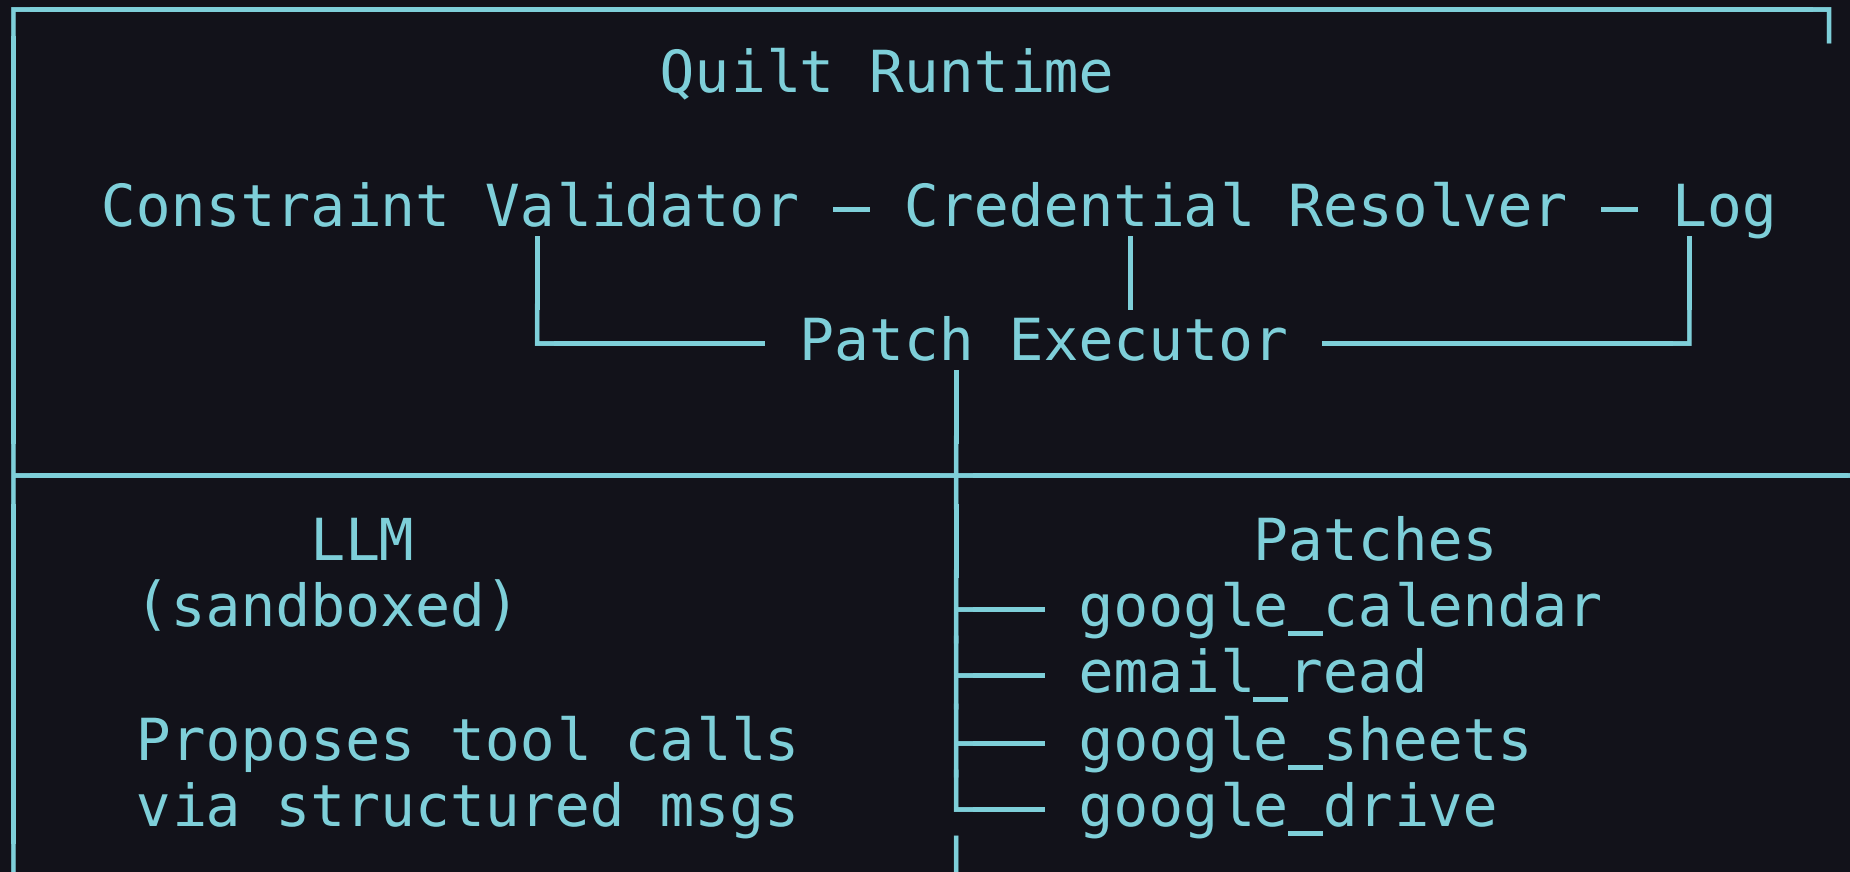 Quilt Runtime
Constraint Validator — Credential Resolver — Log
Patch Executor
LLM
(sandboxed)
Proposes tool calls
via structured msgs
Patches
google_calendar
email_read
google_sheets
google_drive